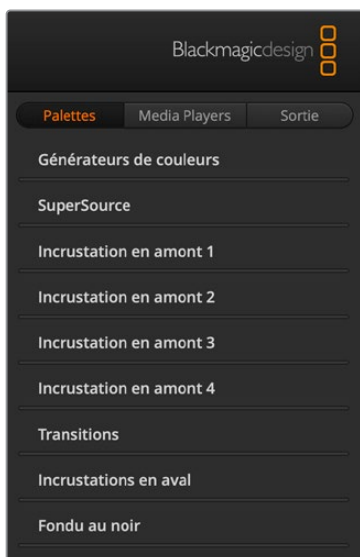 Blackmagicdesign
Palettes Media Players Sortie
Générateurs de couleurs
SuperSource
Incrustation en amont 1
Incrustation en amont 2
Incrustation en amont 3
Incrustation en amont 4
Transitions
Incrustations en aval
Fondu au noir